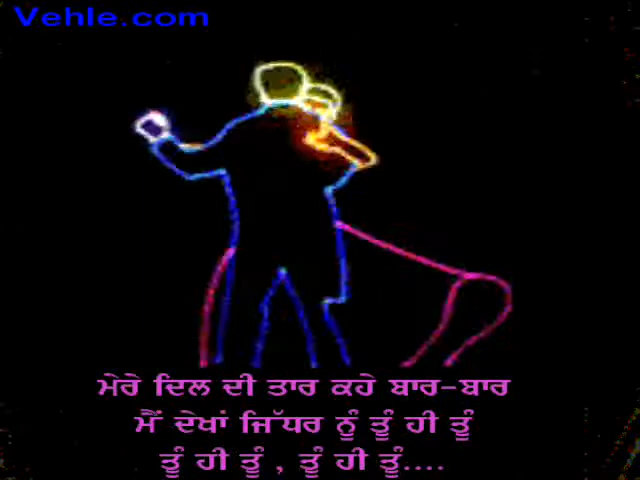 Vehle.com
ਮੇਰੇ ਦਿਲ ਦੀ ਤਾਰ ਕਹੇ ਬਾਰ-ਬਾਰ
ਮੈਂ ਦੇਖਾਂ ਜਿੱਧਰ ਨੂੰ ਤੂੰ ਹੀ ਤੂੰ
ਤੂੰ ਹੀ ਤੂੰ , ਤੂੰ ਹੀ ਤੂੰ....